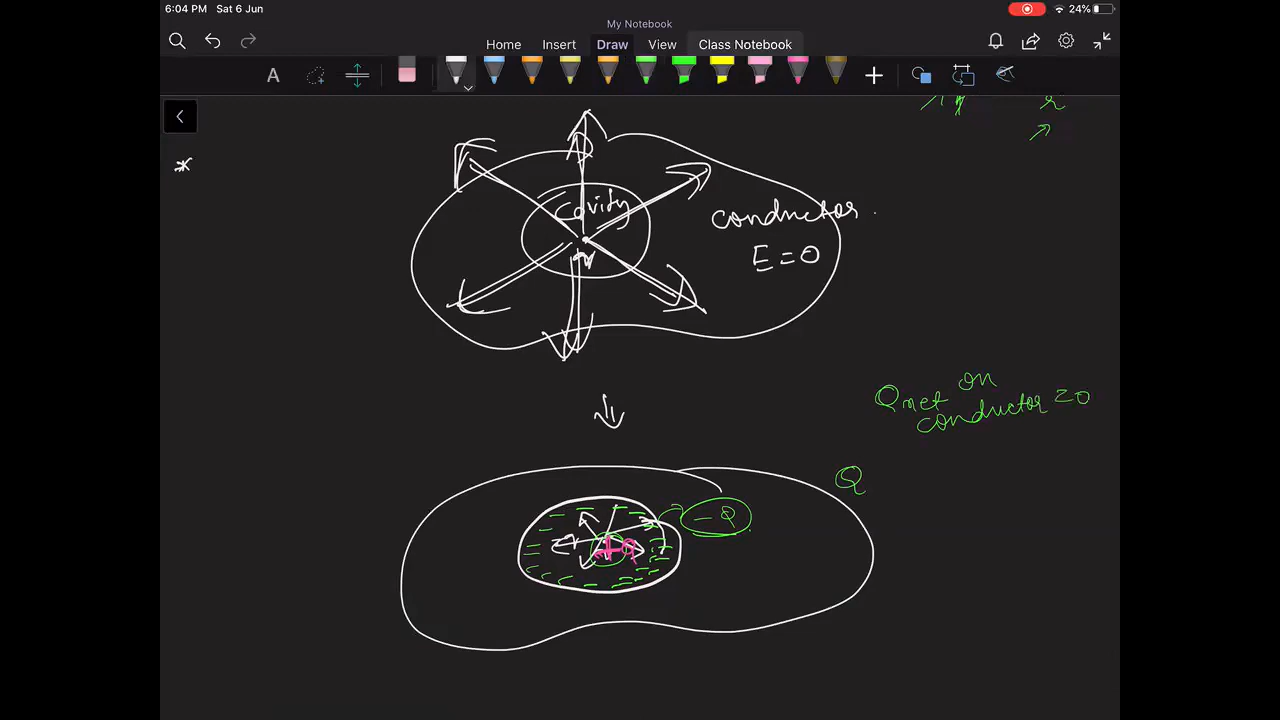 6:04 PM Sat 6 Jun
24%
My Notebook
Home Insert Draw View Class Notebook
A
*
cavity
conductor.
E = 0
Qnet on
conductor = 0
Q
-Q
+Q